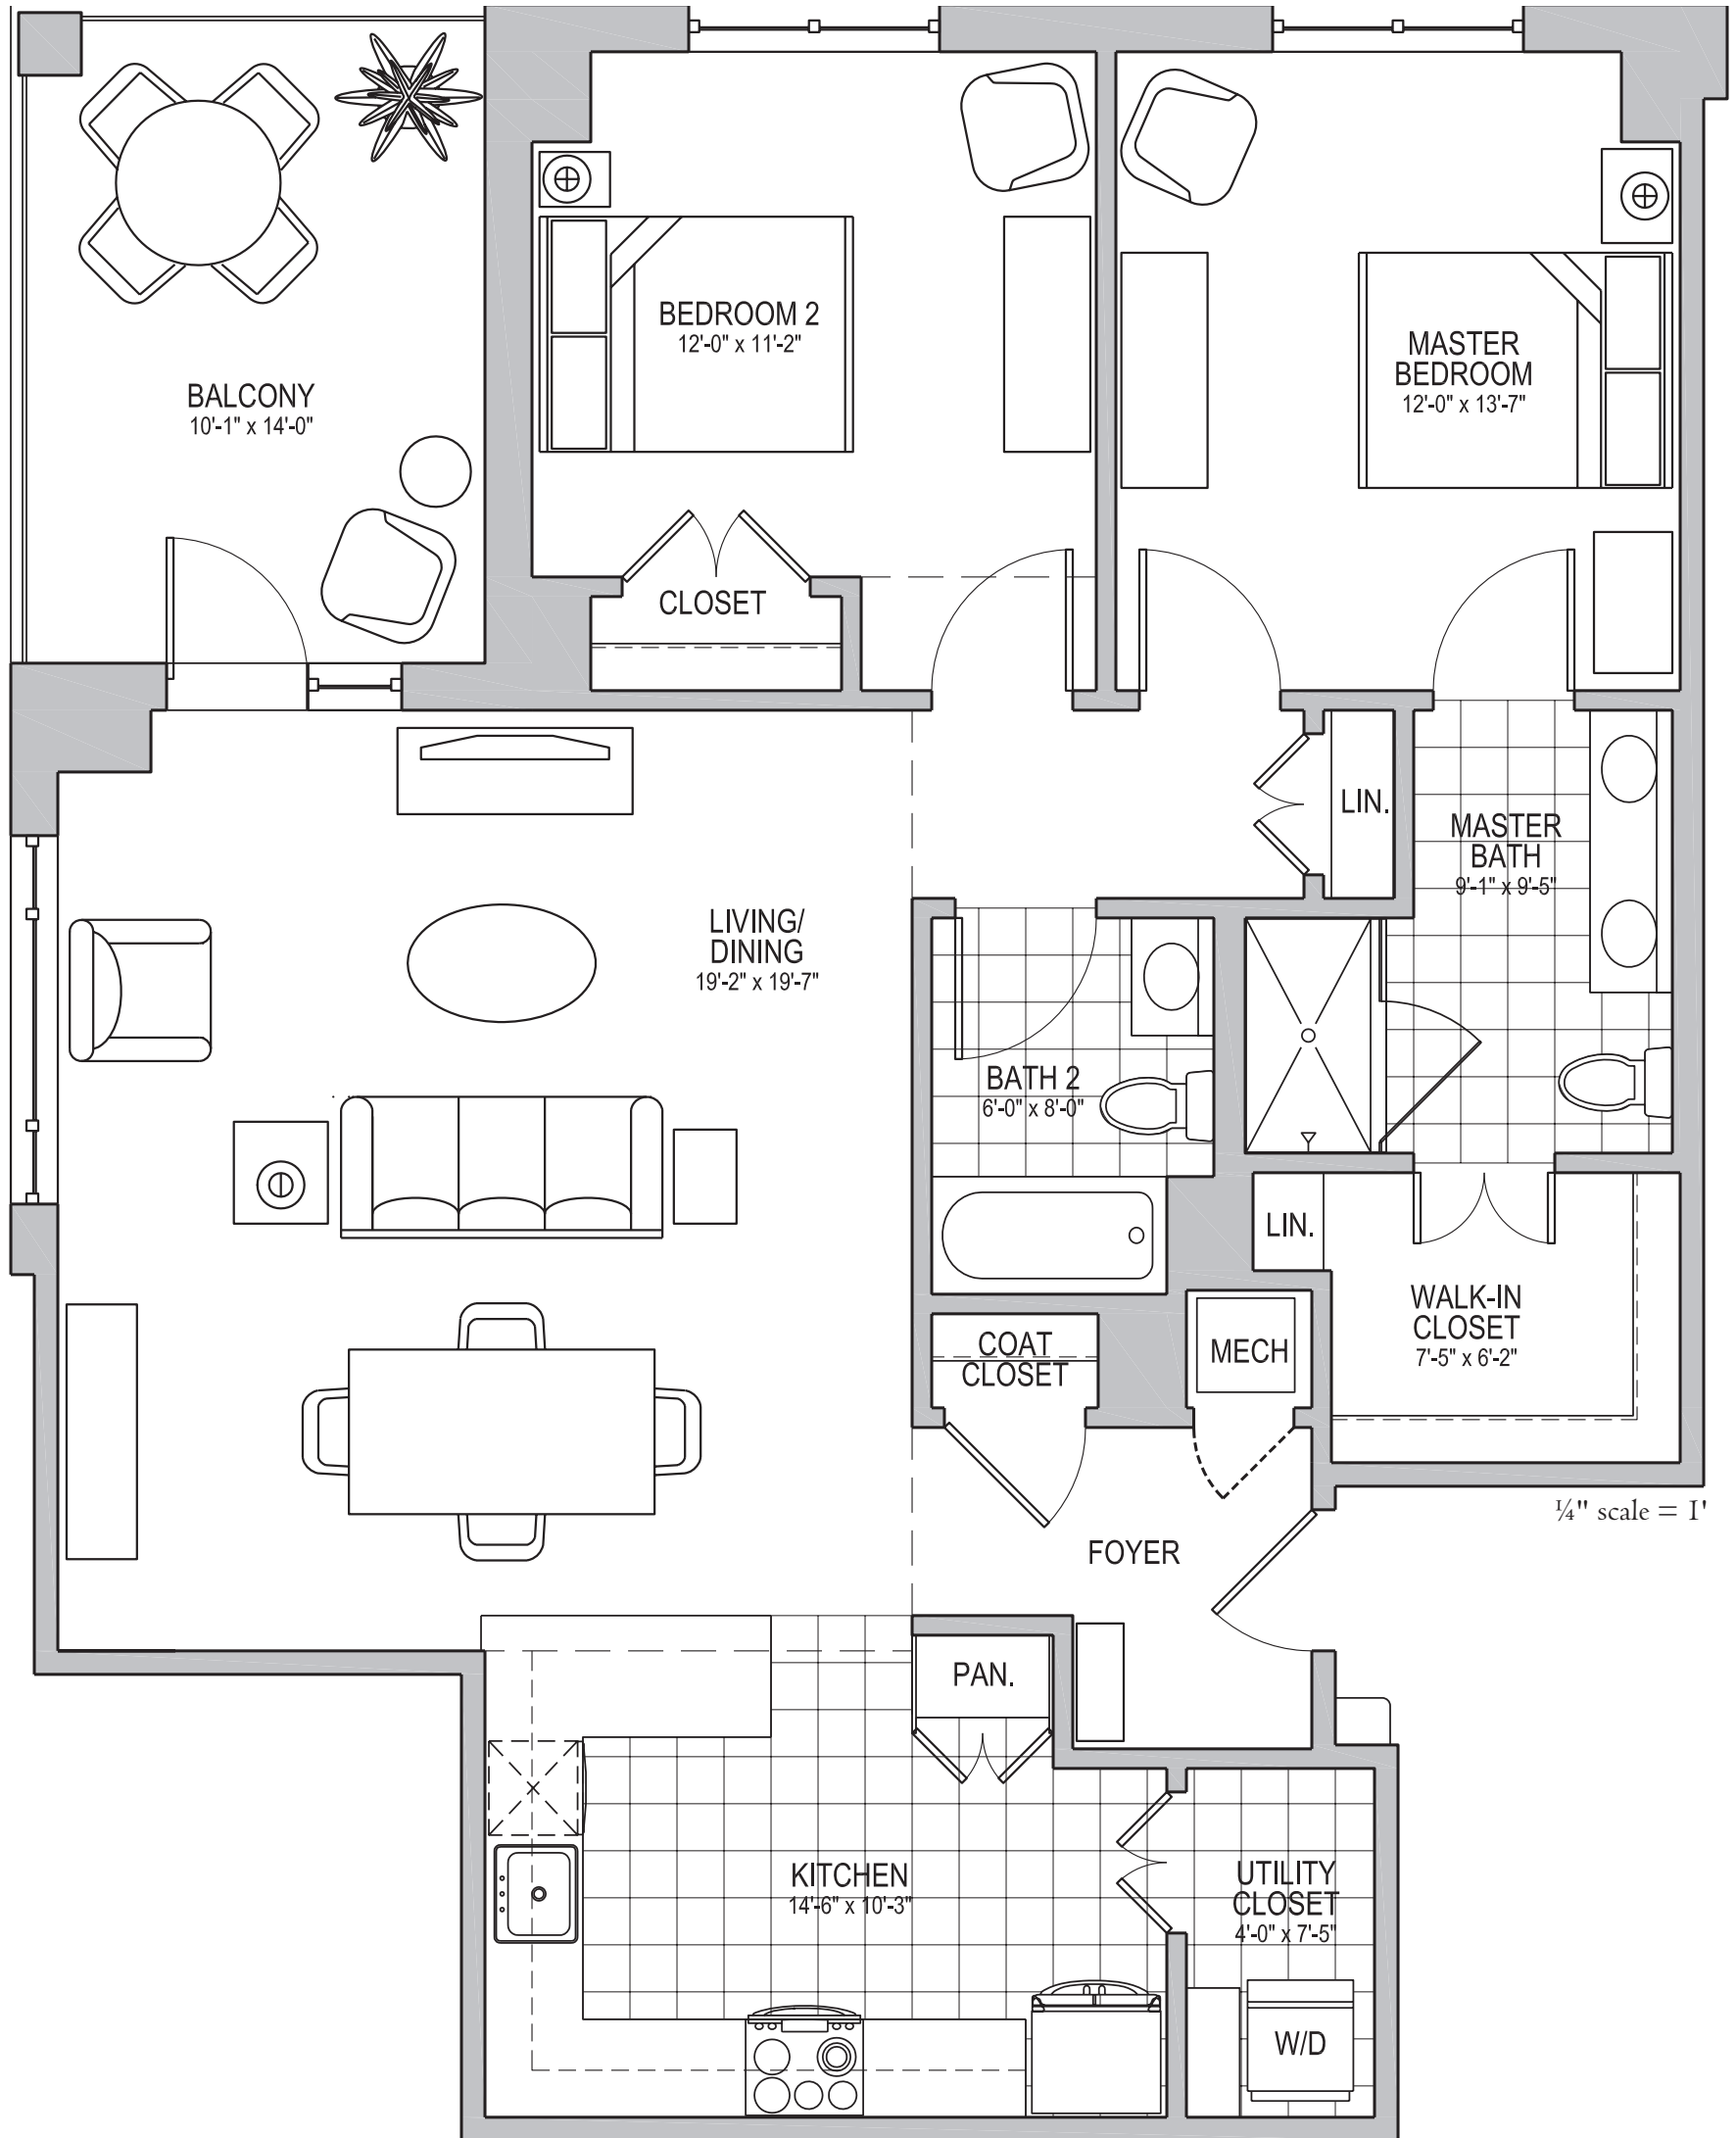 BEDROOM 2
12'-0" x 11'-2"
MASTER
BEDROOM
12'-0" x 13'-7"
BALCONY
10'-1" x 14'-0"
CLOSET
LIN.
MASTER
BATH
9'-1" x 9'-5"
LIVING/
DINING
19'-2" x 19'-7"
BATH 2
6'-0" x 8'-0"
LIN.
WALK-IN
CLOSET
7'-5" x 6'-2"
COAT
CLOSET
MECH
¼" scale = 1'
FOYER
PAN.
KITCHEN
14'-6" x 10'-3"
UTILITY
CLOSET
4'-0" x 7'-5"
W/D